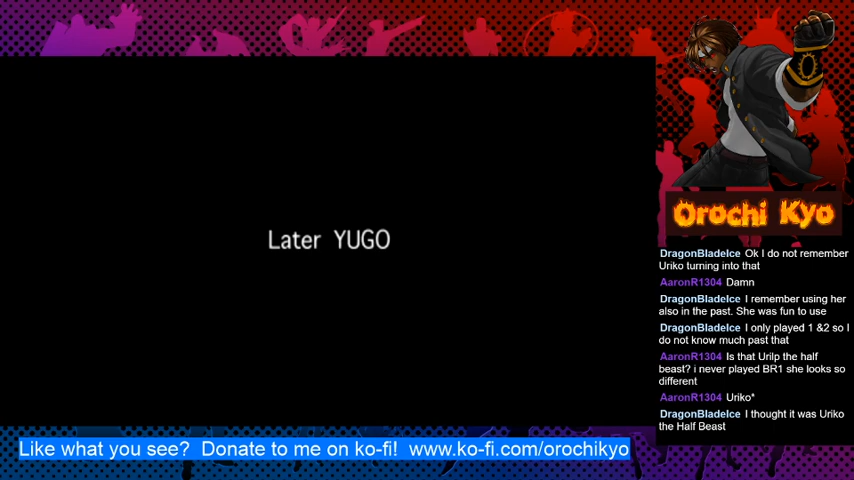 Later YUGO
Orochi Kyo
DragonBladeIce Ok I do not remember
Uriko turning into that
AaronR1304 Damn
DragonBladeIce I remember using her
also in the past. She was fun to use
DragonBladeIce I only played 1 &2 so I
do not know much past that
AaronR1304 Is that Urilp the half
beast? i never played BR1 she looks so
different
AaronR1304 Uriko*
DragonBladeIce I thought it was Uriko
the Half Beast
Like what you see? Donate to me on ko-fi! www.ko-fi.com/orochikyo